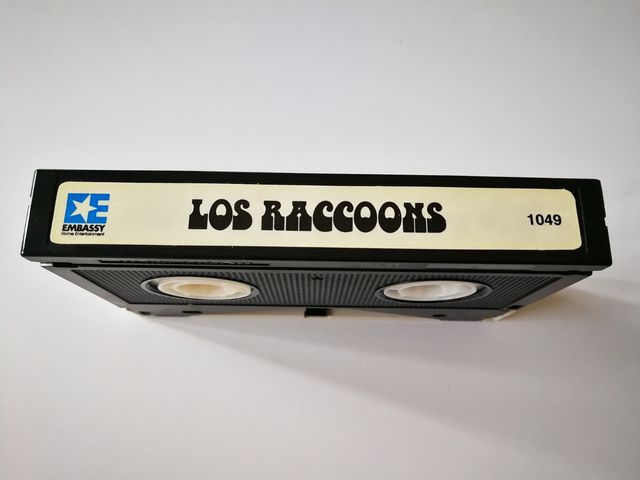 EMBASSY
Home Entertainment
LOS RACCOONS
1049